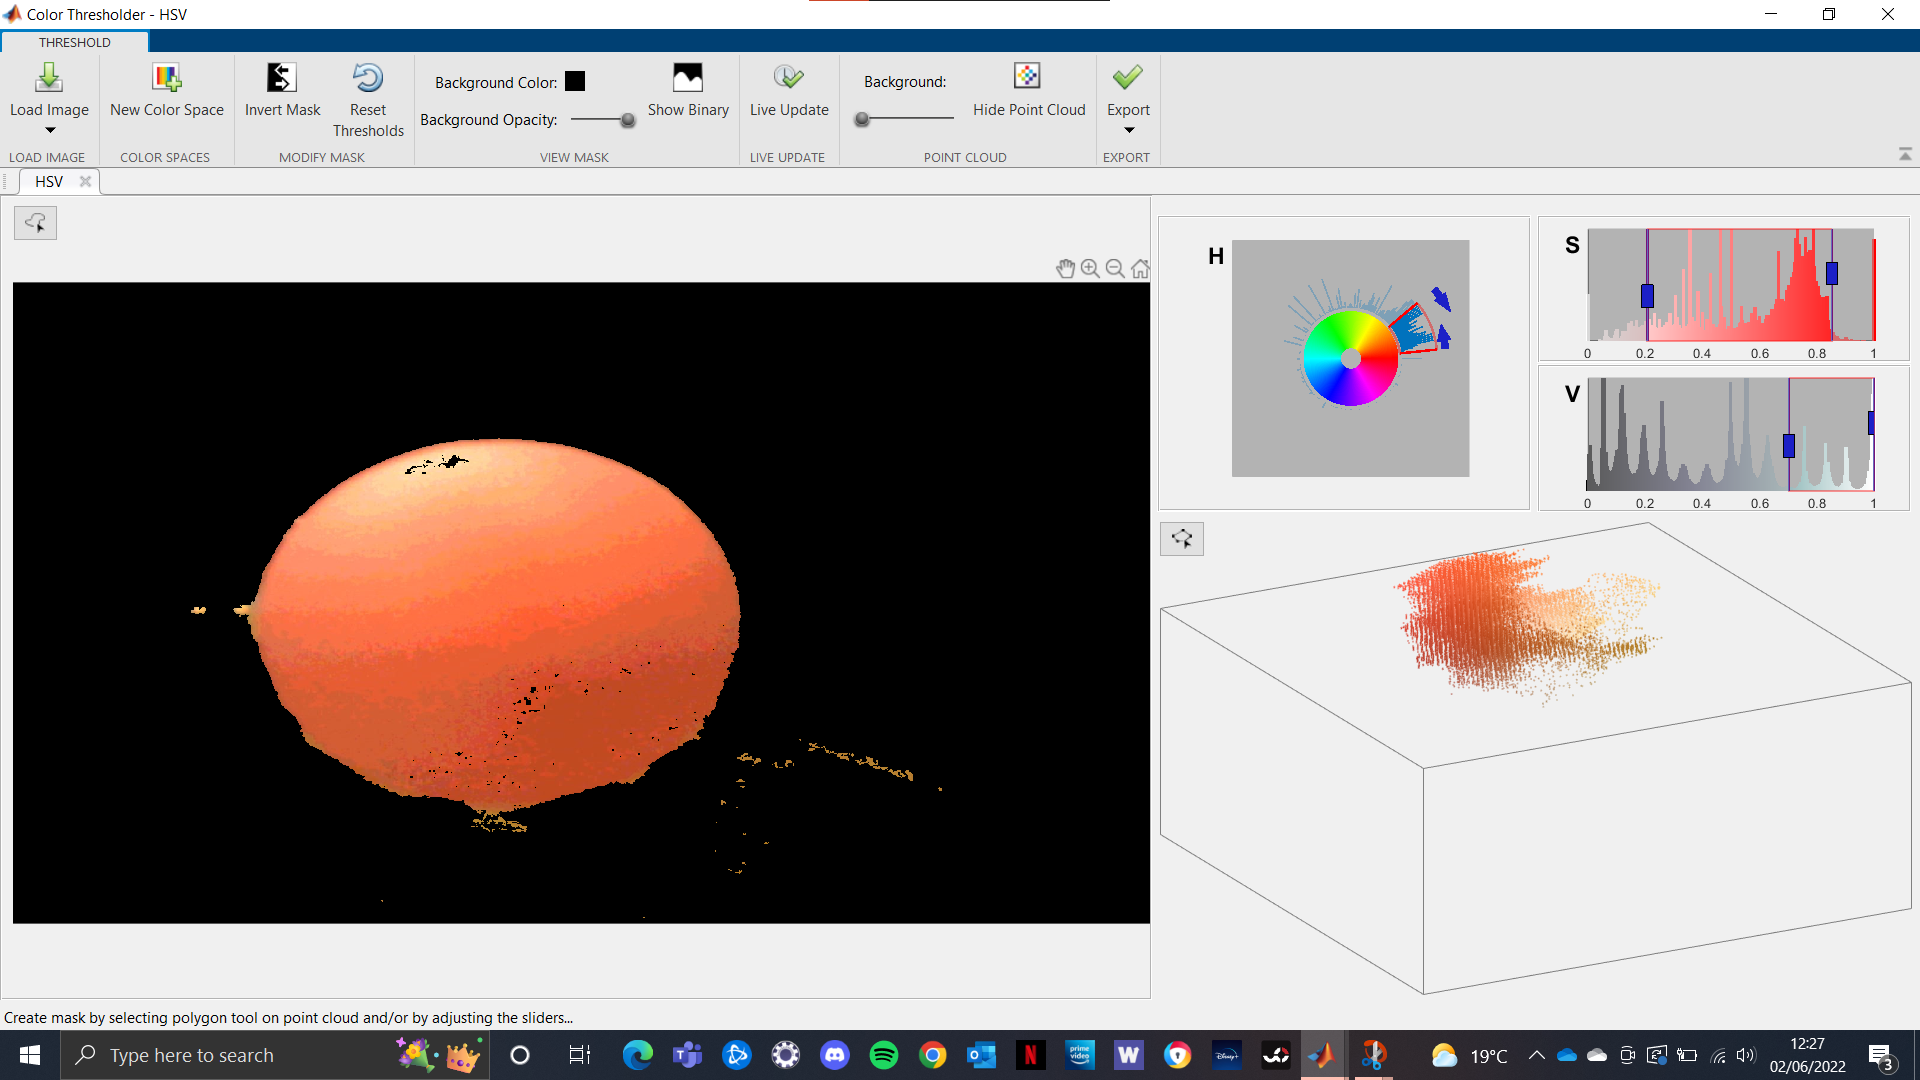 Color Thresholder - HSV
THRESHOLD
Load Image
New Color Space
Invert Mask
Reset
Thresholds
Background Color:
Background Opacity:
Show Binary
Live Update
Background:
Hide Point Cloud
Export
LOAD IMAGE
COLOR SPACES
MODIFY MASK
VIEW MASK
LIVE UPDATE
POINT CLOUD
EXPORT
HSV
H
S
0 0.2 0.4 0.6 0.8 1
V
0 0.2 0.4 0.6 0.8 1
Create mask by selecting polygon tool on point cloud and/or by adjusting the sliders...
Type here to search
N
prime
video
W
Disney+
19°C
12:27
02/06/2022
3